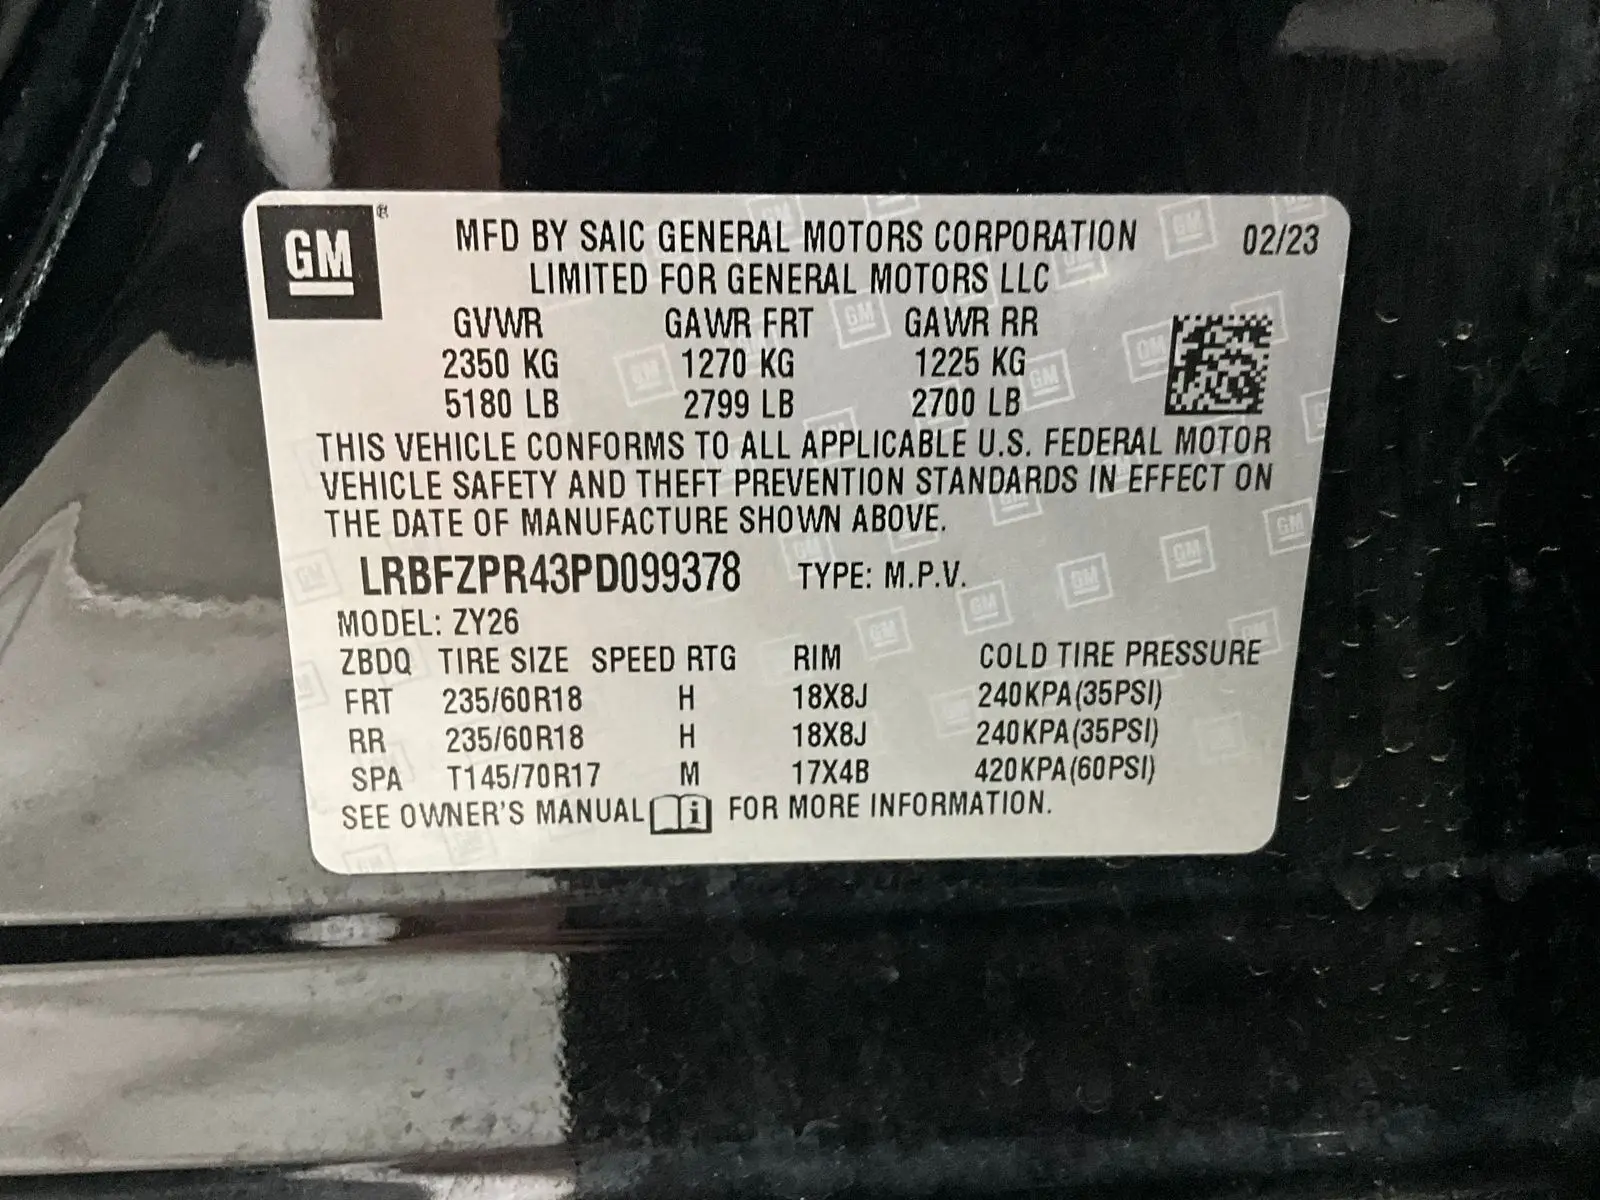 GM ®
MFD BY SAIC GENERAL MOTORS CORPORATION 02/23
LIMITED FOR GENERAL MOTORS LLC
GVWR GAWR FRT GAWR RR
2350 KG 1270 KG 1225 KG
5180 LB 2799 LB 2700 LB
THIS VEHICLE CONFORMS TO ALL APPLICABLE U.S. FEDERAL MOTOR
VEHICLE SAFETY AND THEFT PREVENTION STANDARDS IN EFFECT ON
THE DATE OF MANUFACTURE SHOWN ABOVE.
LRBFZPR43PD099378 TYPE: M.P.V.
MODEL: ZY26
ZBDQ TIRE SIZE SPEED RTG RIM COLD TIRE PRESSURE
FRT 235/60R18 H 18X8J 240KPA(35PSI)
RR 235/60R18 H 18X8J 240KPA(35PSI)
SPA T145/70R17 M 17X4B 420KPA(60PSI)
SEE OWNER'S MANUAL i FOR MORE INFORMATION.